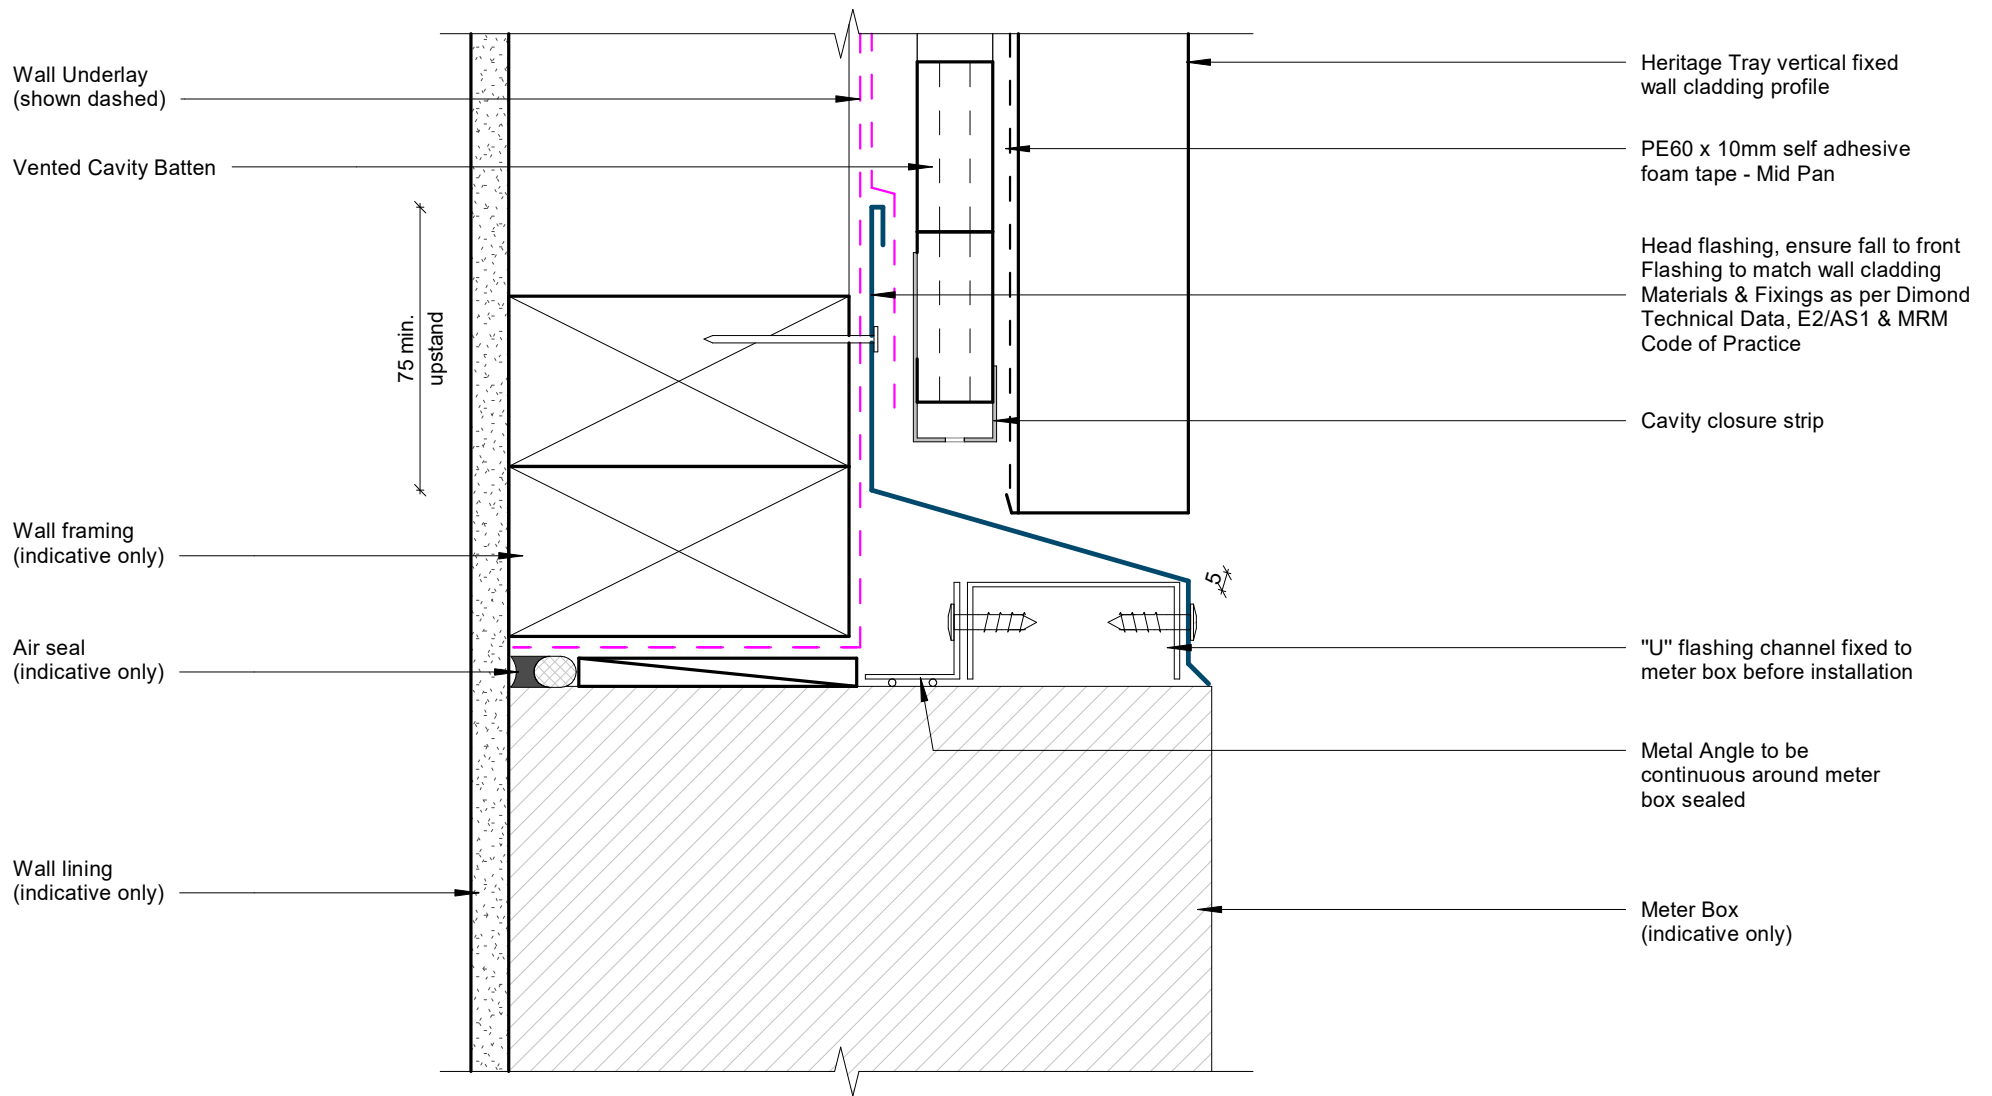 Wall Underlay
(shown dashed)
Vented Cavity Batten
75 min.
upstand
Wall framing
(indicative only)
Air seal
(indicative only)
Wall lining
(indicative only)
Heritage Tray vertical fixed
wall cladding profile
PE60 x 10mm self adhesive
foam tape - Mid Pan
Head flashing, ensure fall to front
Flashing to match wall cladding
Materials & Fixings as per Dimond
Technical Data, E2/AS1 & MRM
Code of Practice
Cavity closure strip
5
"U" flashing channel fixed to
meter box before installation
Metal Angle to be
continuous around meter
box sealed
Meter Box
(indicative only)